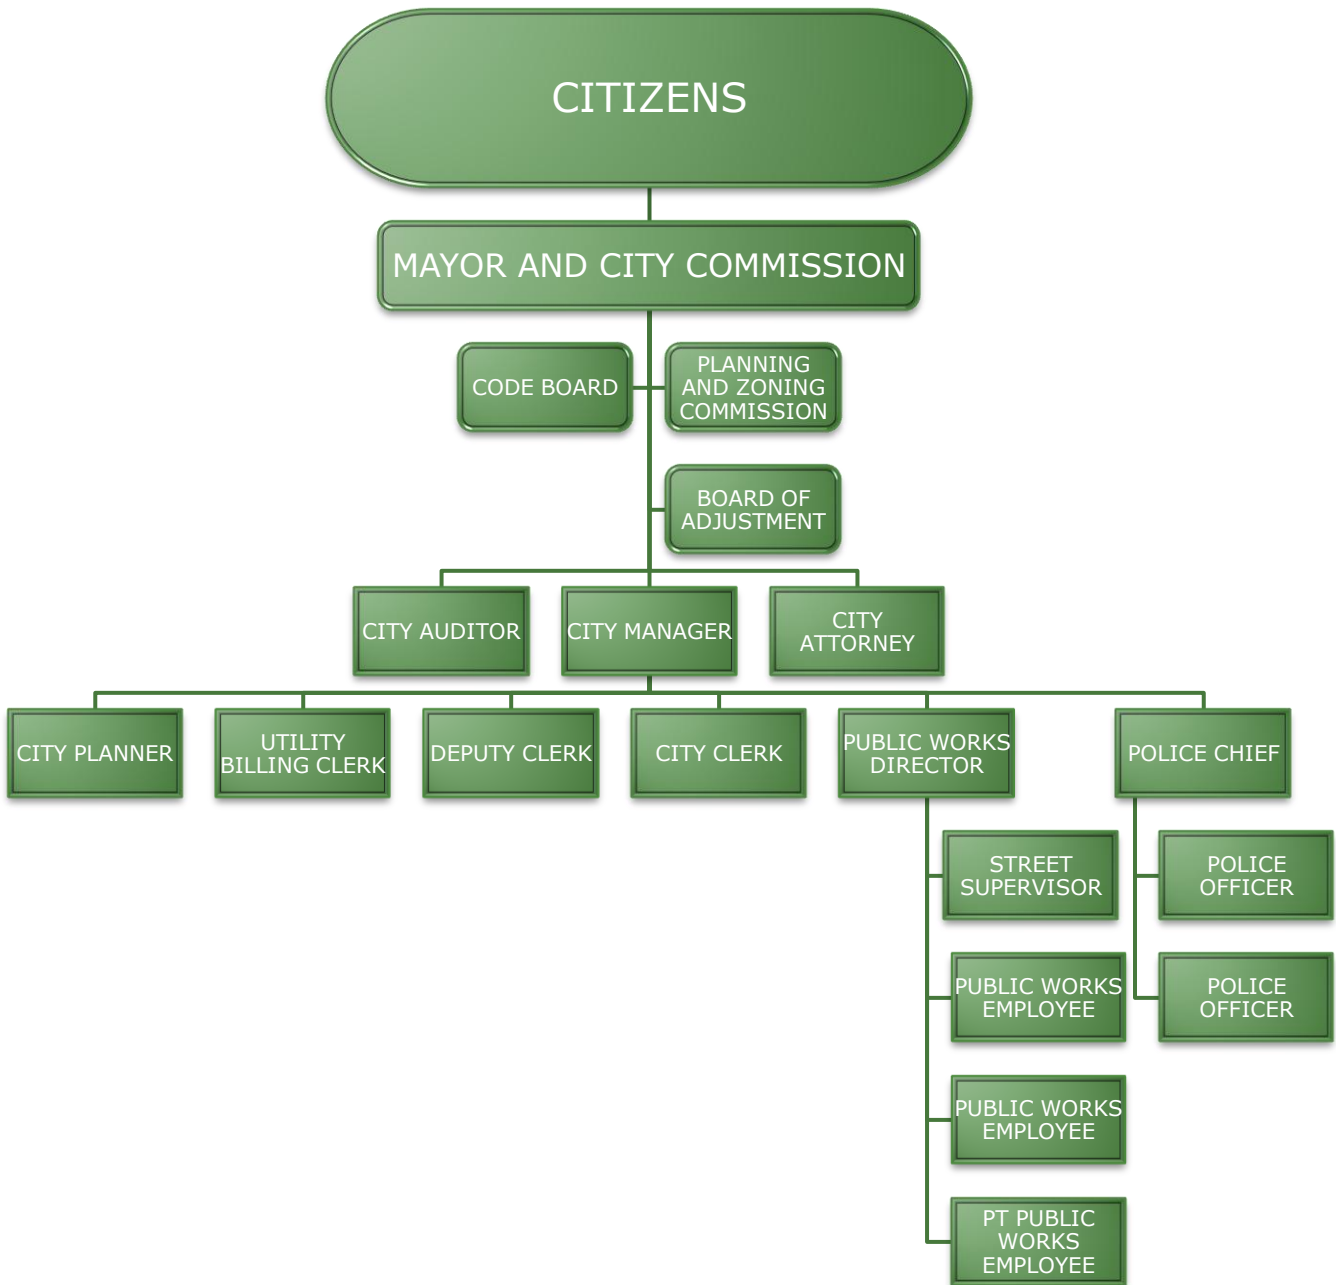 CITIZENS
MAYOR AND CITY COMMISSION
CODE BOARD
PLANNING
AND ZONING
COMMISSION
BOARD OF
ADJUSTMENT
CITY AUDITOR
CITY MANAGER
CITY
ATTORNEY
CITY PLANNER
UTILITY
BILLING CLERK
DEPUTY CLERK
CITY CLERK
PUBLIC WORKS
DIRECTOR
POLICE CHIEF
STREET
SUPERVISOR
POLICE
OFFICER
PUBLIC WORKS
EMPLOYEE
POLICE
OFFICER
PUBLIC WORKS
EMPLOYEE
PT PUBLIC
WORKS
EMPLOYEE